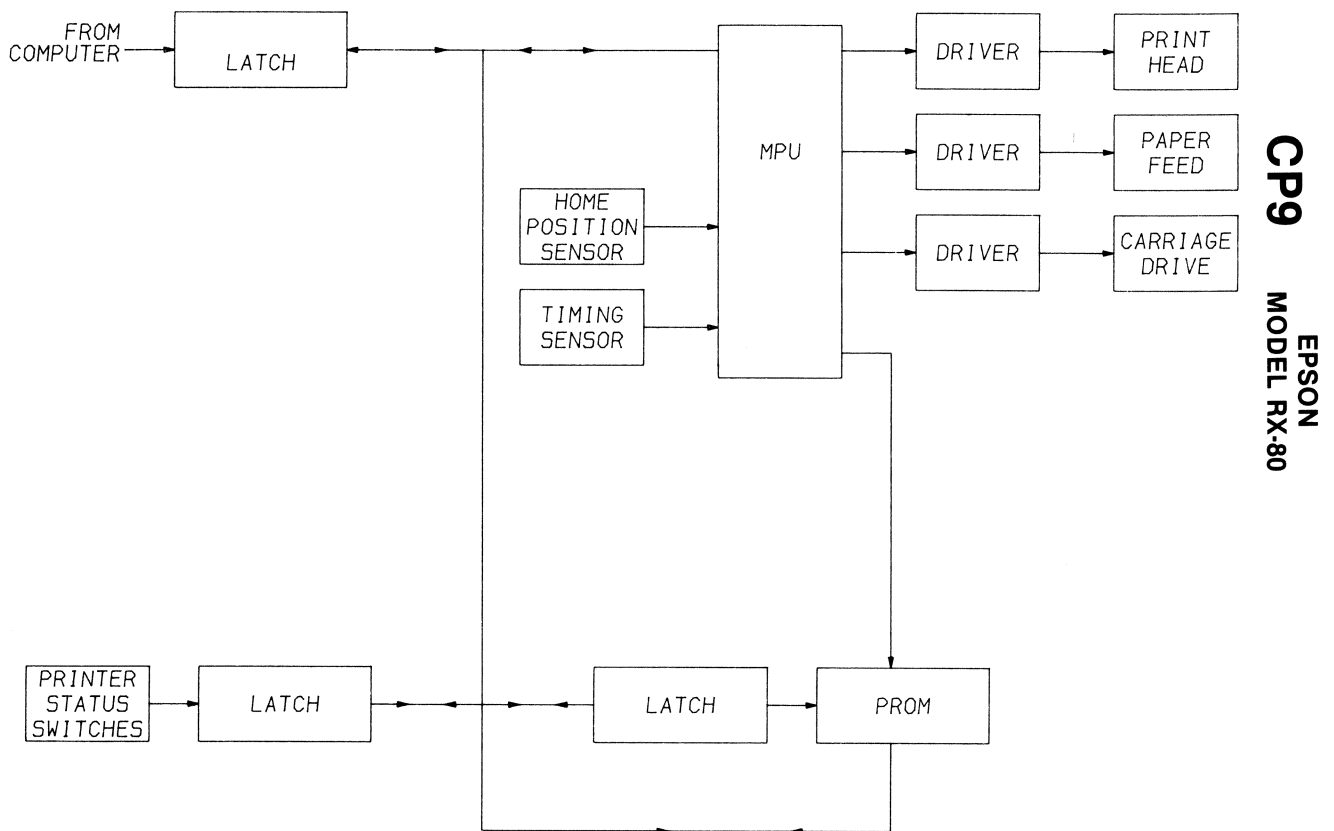 FROM
COMPUTER
LATCH
MPU
DRIVER
PRINT
HEAD
DRIVER
PAPER
FEED
HOME
POSITION
SENSOR
DRIVER
CARRIAGE
DRIVE
TIMING
SENSOR
PRINTER
STATUS
SWITCHES
LATCH
LATCH
PROM
CP9
EPSON
MODEL RX-80